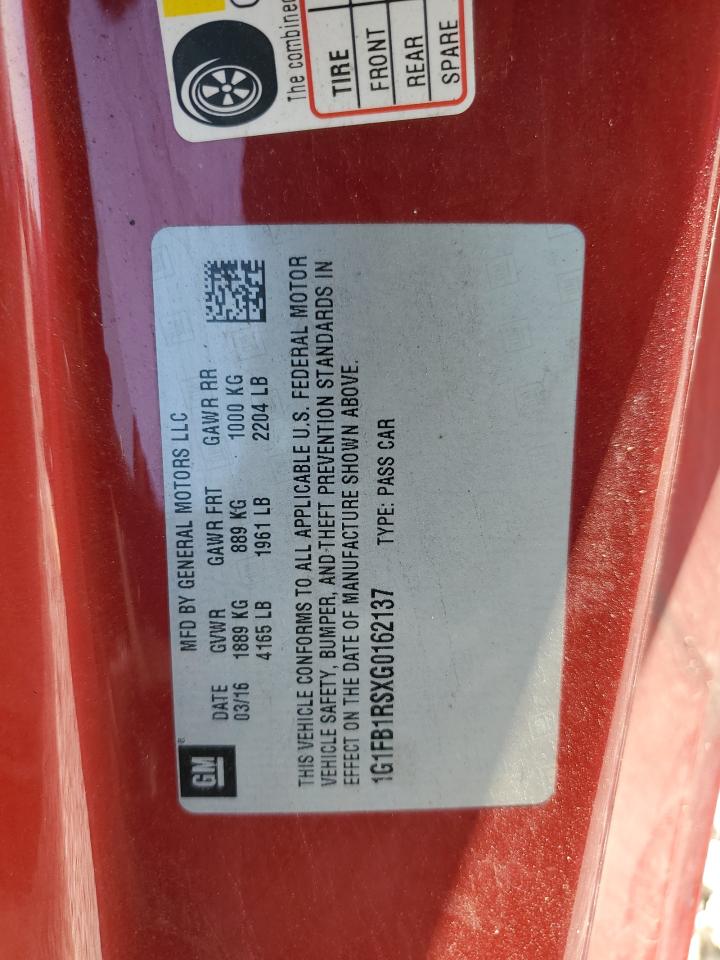 The combined
TIRE
FRONT
REAR
SPARE
GM
®
MFD BY GENERAL MOTORS LLC
DATE GVWR GAWR FRT GAWR RR
03/16 1889 KG 889 KG 1000 KG
4165 LB 1961 LB 2204 LB
THIS VEHICLE CONFORMS TO ALL APPLICABLE U.S. FEDERAL MOTOR
VEHICLE SAFETY, BUMPER, AND THEFT PREVENTION STANDARDS IN
EFFECT ON THE DATE OF MANUFACTURE SHOWN ABOVE.
1G1FB1RSXG0162137 TYPE: PASS CAR